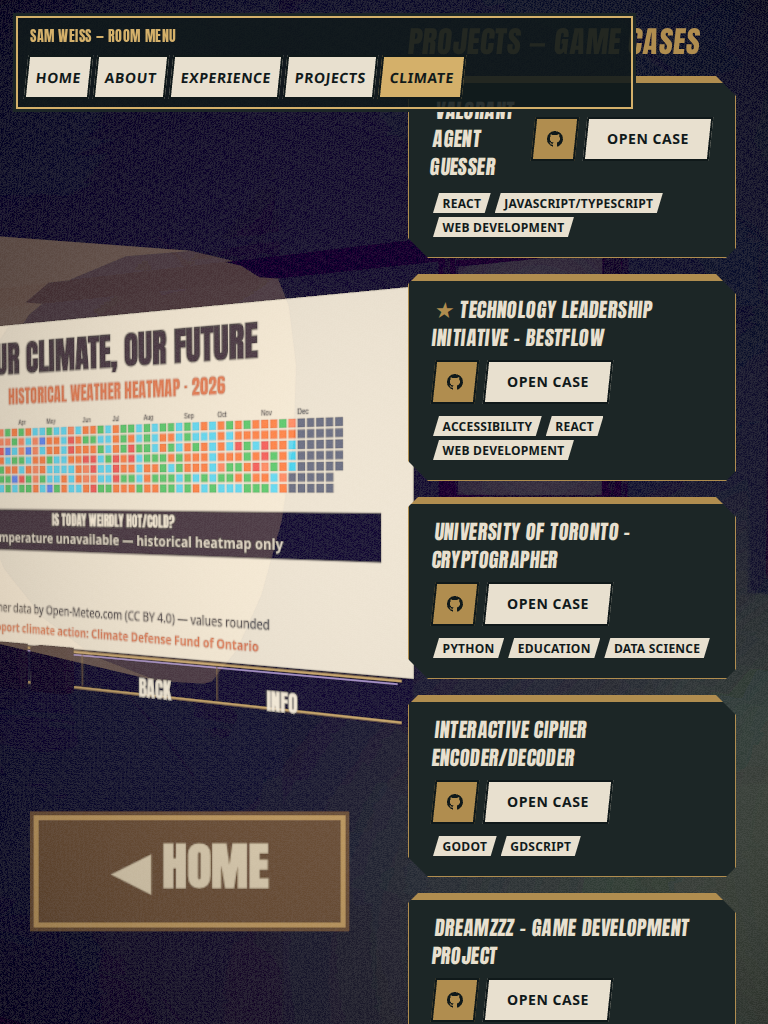 SAM WEISS – ROOM MENU
HOME
ABOUT
EXPERIENCE
PROJECTS
CLIMATE
PROJECTS – GAME CASES
VALORANT
AGENT
GUESSER
OPEN CASE
REACT
JAVASCRIPT/TYPESCRIPT
WEB DEVELOPMENT
★ TECHNOLOGY LEADERSHIP
INITIATIVE - BESTFLOW
OPEN CASE
ACCESSIBILITY
REACT
WEB DEVELOPMENT
UNIVERSITY OF TORONTO -
CRYPTOGRAPHER
OPEN CASE
PYTHON
EDUCATION
DATA SCIENCE
INTERACTIVE CIPHER
ENCODER/DECODER
OPEN CASE
GODOT
GDSCRIPT
DREAMZZZ - GAME DEVELOPMENT
PROJECT
OPEN CASE
UR CLIMATE, OUR FUTURE
HISTORICAL WEATHER HEATMAP · 2026
Apr May Jun Jul Aug Sep Oct Nov Dec
IS TODAY WEIRDLY HOT/COLD?
mperature unavailable — historical heatmap only
her data by Open-Meteo.com (CC BY 4.0) — values rounded
port climate action: Climate Defense Fund of Ontario
BACK
INFO
◀ HOME